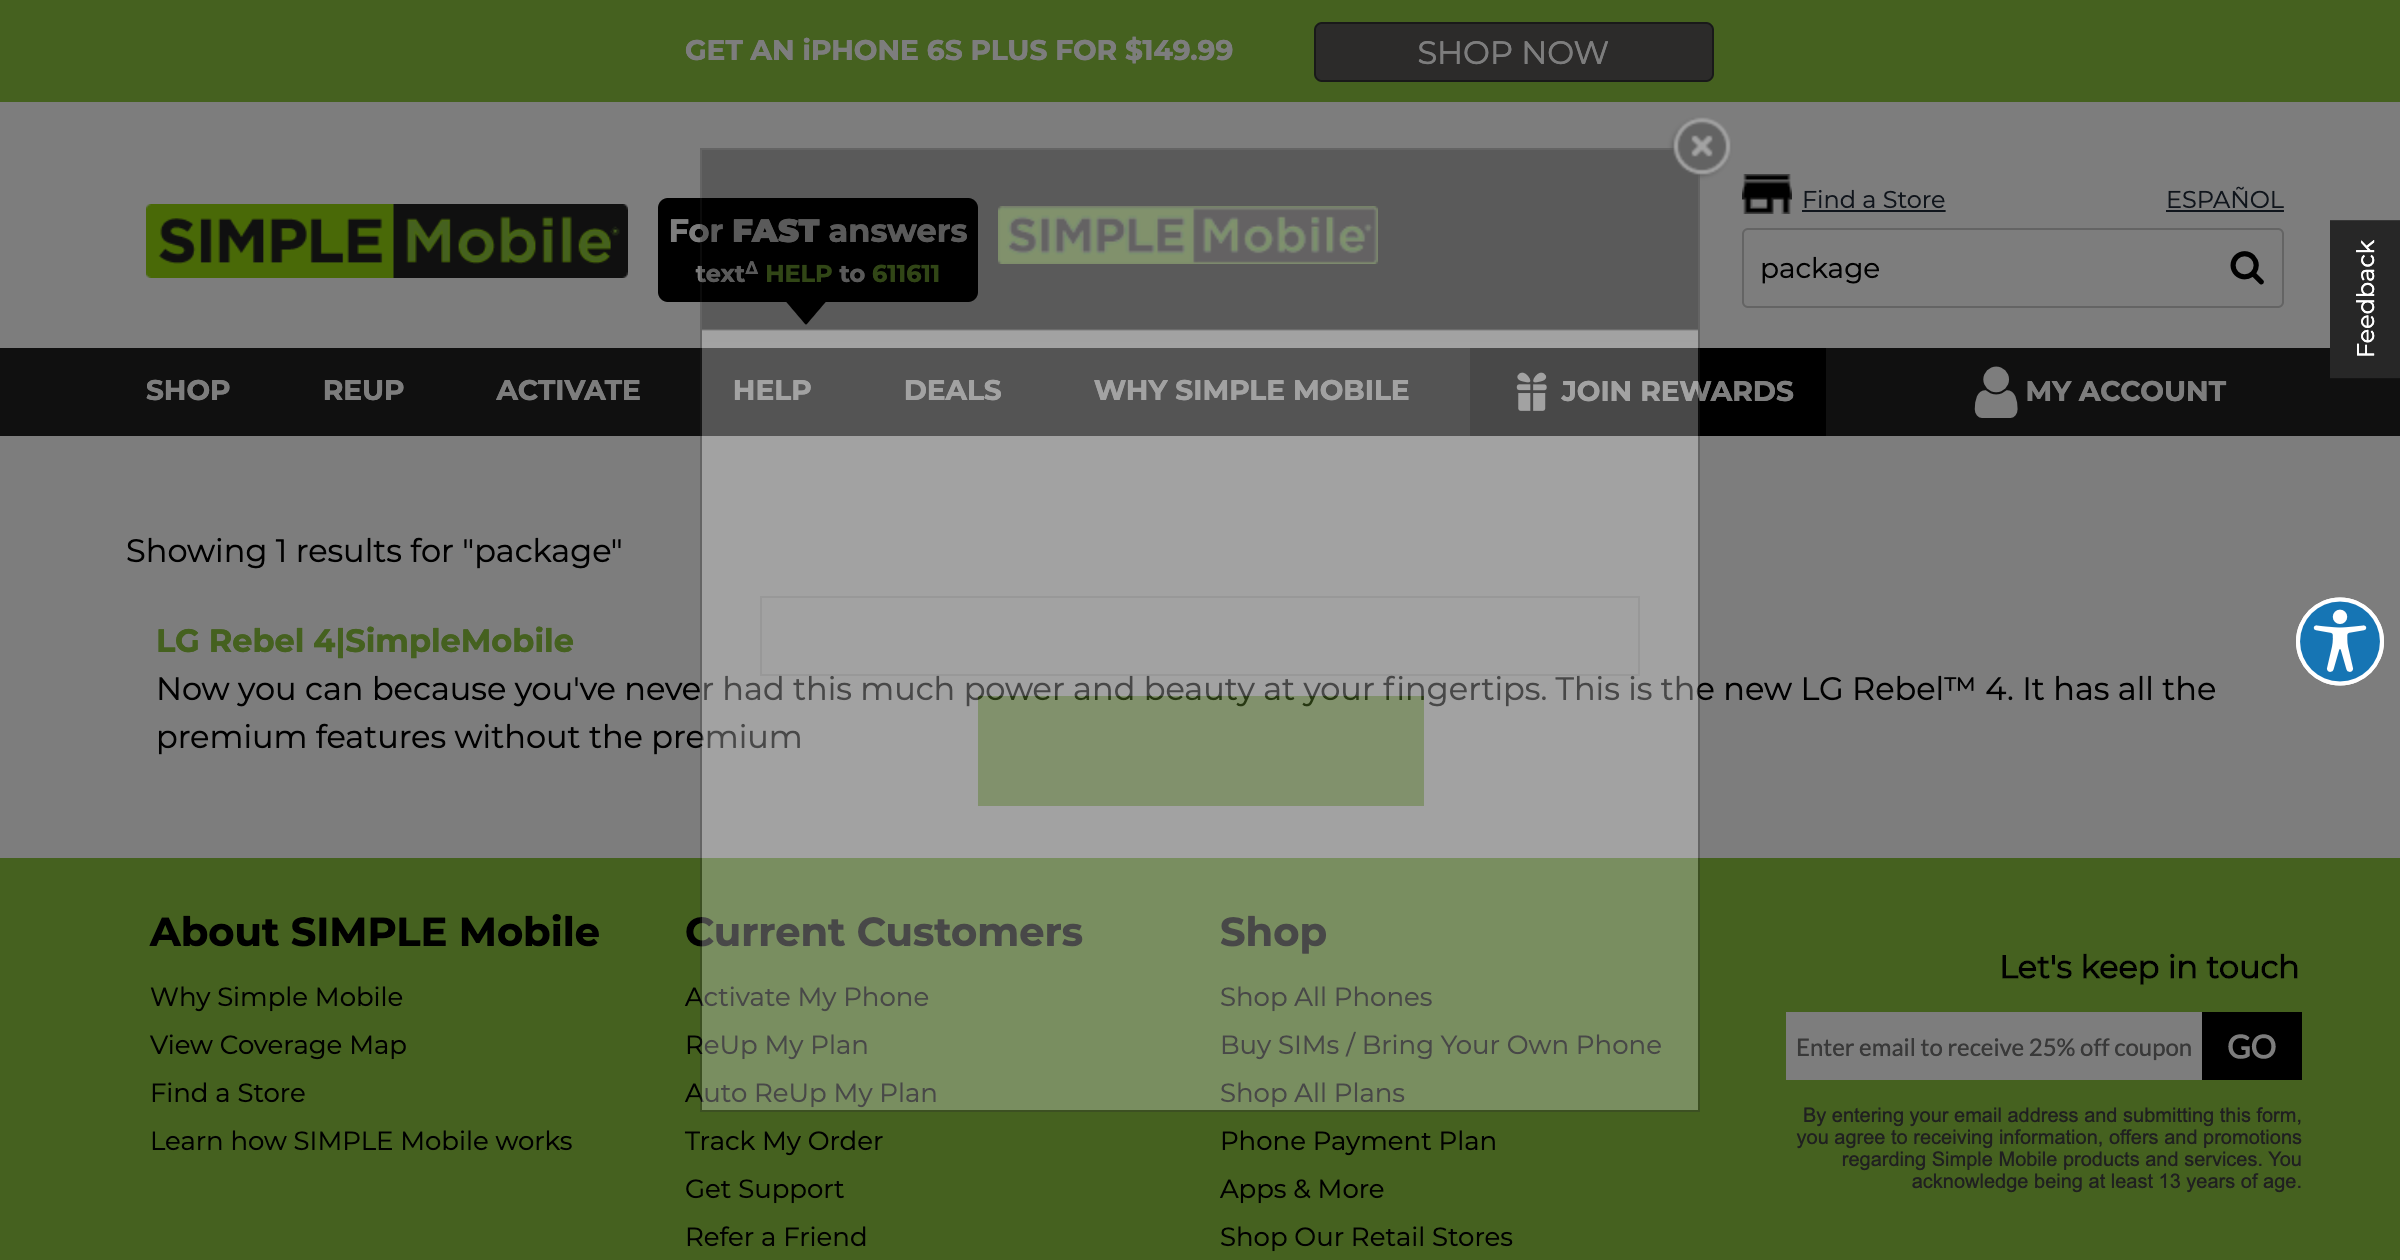 GET AN iPHONE 6S PLUS FOR $149.99
SHOP NOW
SIMPLE Mobile
For FAST answers
textΔ HELP to 611611
SIMPLE Mobile
Find a Store
ESPAÑOL
package
Feedback
SHOP
REUP
ACTIVATE
HELP
DEALS
WHY SIMPLE MOBILE
JOIN REWARDS
MY ACCOUNT
Showing 1 results for "package"
LG Rebel 4|SimpleMobile
Now you can because you've never had this much power and beauty at your fingertips. This is the new LG Rebel™ 4. It has all the
premium features without the premium
About SIMPLE Mobile
Why Simple Mobile
View Coverage Map
Find a Store
Learn how SIMPLE Mobile works
Current Customers
Activate My Phone
ReUp My Plan
Auto ReUp My Plan
Track My Order
Get Support
Refer a Friend
Shop
Shop All Phones
Buy SIMs / Bring Your Own Phone
Shop All Plans
Phone Payment Plan
Apps & More
Shop Our Retail Stores
Let's keep in touch
Enter email to receive 25% off coupon
GO
By entering your email address and submitting this form,
you agree to receiving information, offers and promotions
regarding Simple Mobile products and services. You
acknowledge being at least 13 years of age.